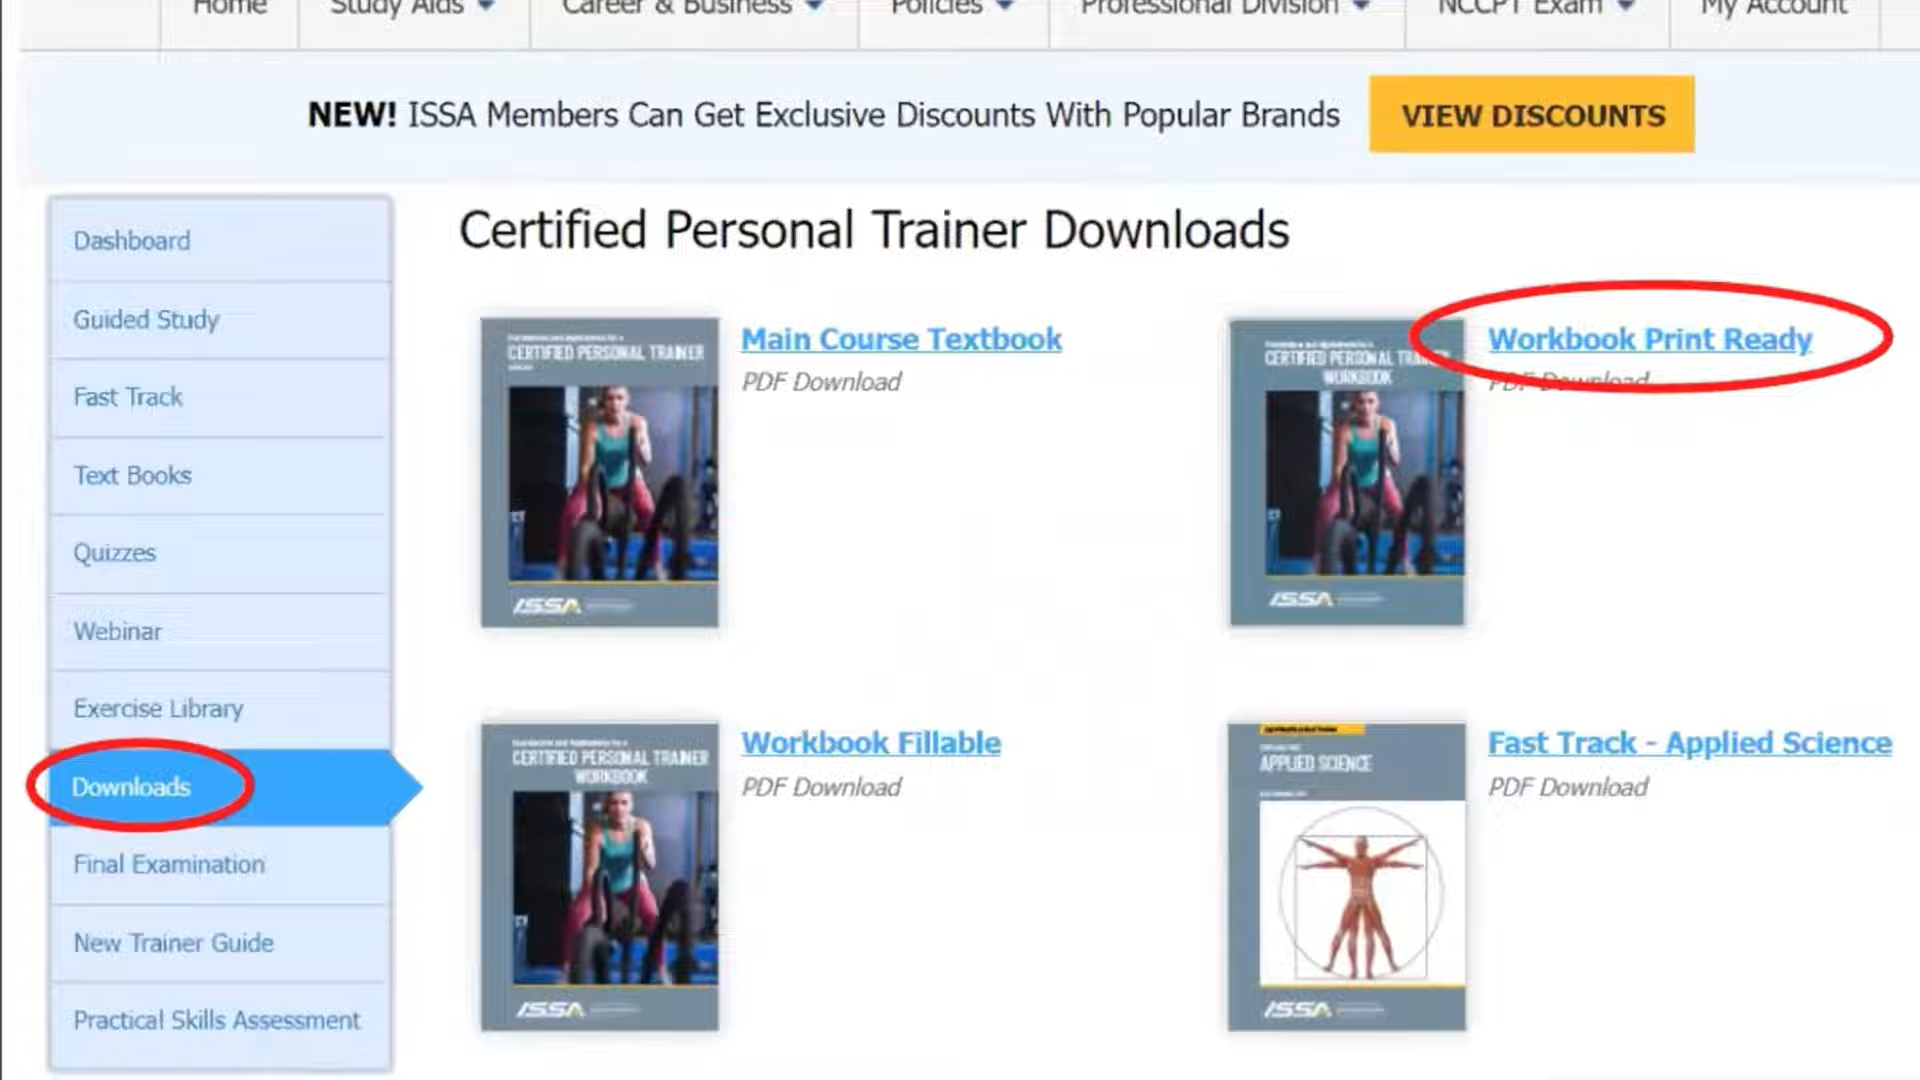 Home
Study Aids
Career & Business
Policies
Professional Division
NCCPT Exam
My Account
NEW! ISSA Members Can Get Exclusive Discounts With Popular Brands
VIEW DISCOUNTS
Dashboard
Guided Study
Fast Track
Text Books
Quizzes
Webinar
Exercise Library
Downloads
Final Examination
New Trainer Guide
Practical Skills Assessment
Certified Personal Trainer Downloads
CERTIFIED PERSONAL TRAINER
ISSA
Main Course Textbook
PDF Download
CERTIFIED PERSONAL TRAINER
WORKBOOK
ISSA
Workbook Print Ready
PDF Download
CERTIFIED PERSONAL TRAINER
WORKBOOK
ISSA
Workbook Fillable
PDF Download
APPLIED SCIENCE
ISSA
Fast Track - Applied Science
PDF Download